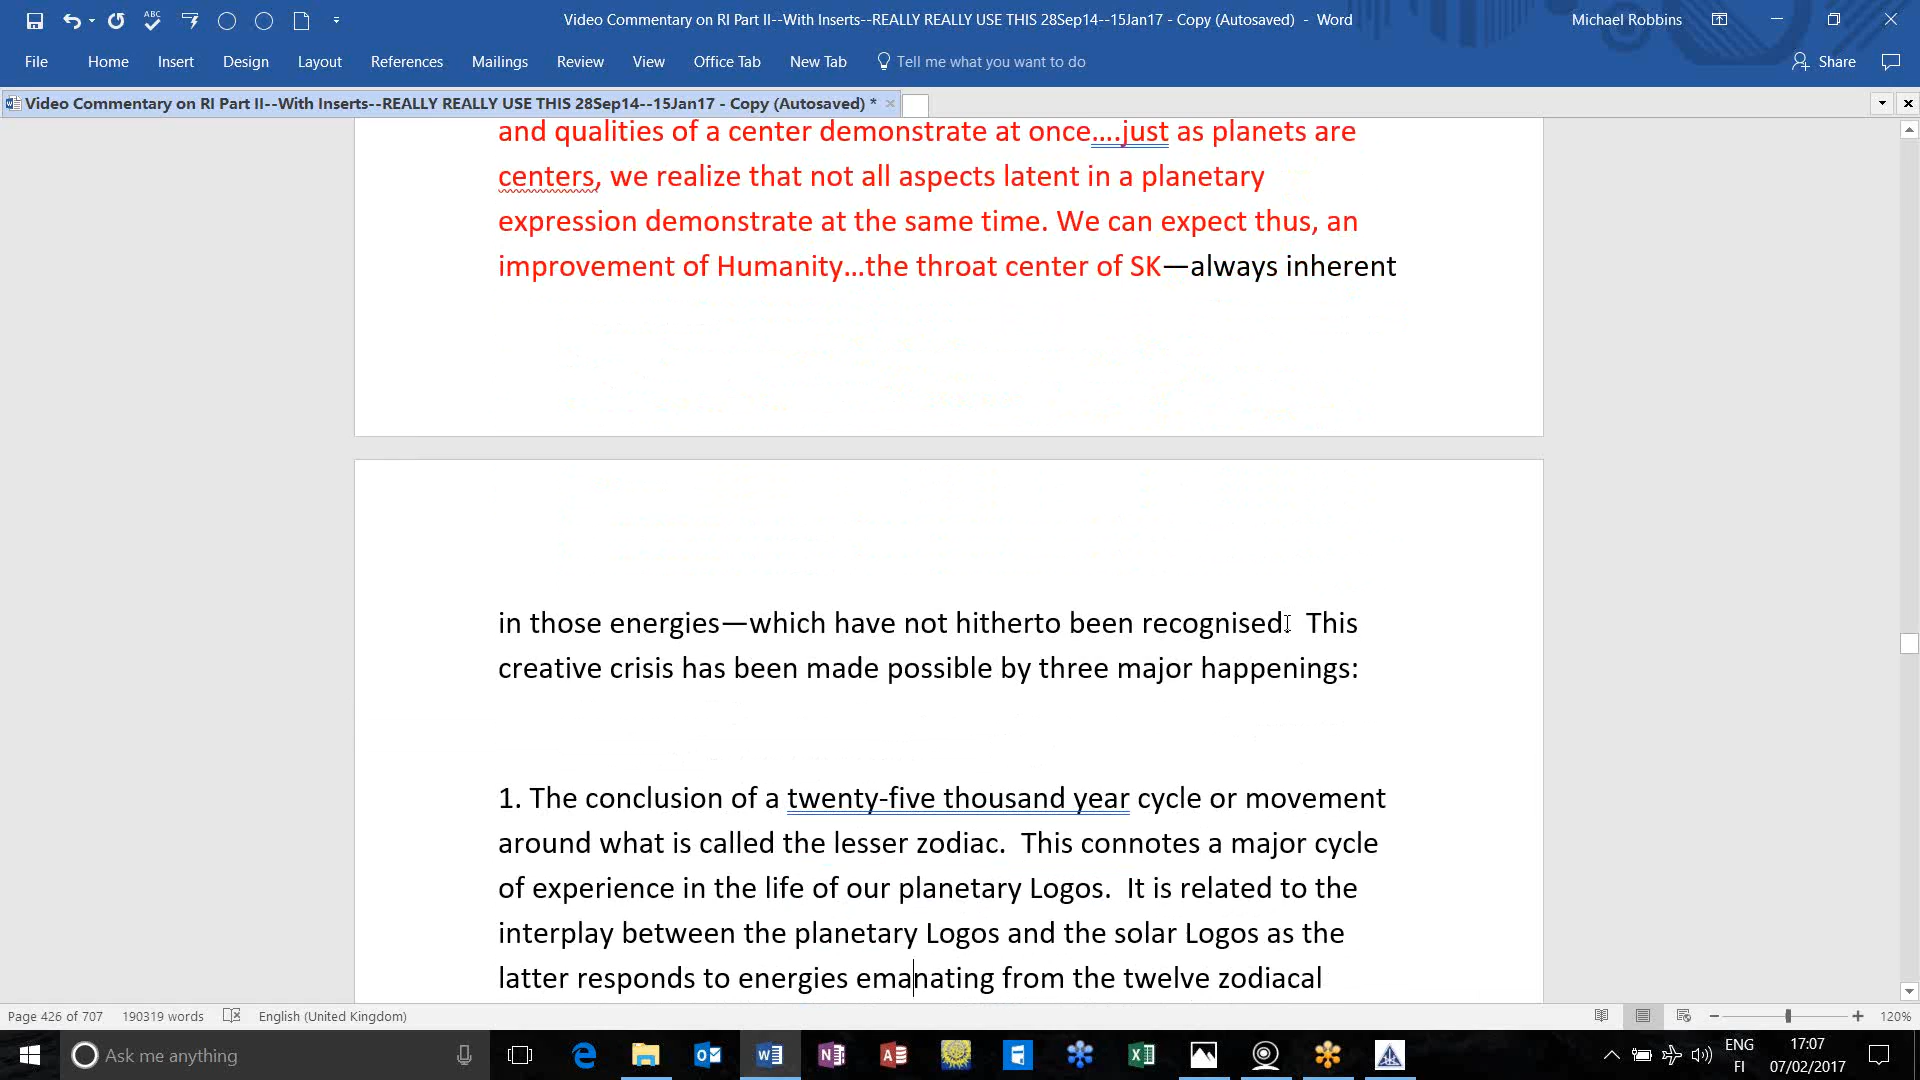 ABC
Video Commentary on RI Part II--With Inserts--REALLY REALLY USE THIS 28Sep14--15Jan17 - Copy (Autosaved) - Word
Michael Robbins
File Home Insert Design Layout References Mailings Review View Office Tab New Tab Tell me what you want to do Share
Video Commentary on RI Part II--With Inserts--REALLY REALLY USE THIS 28Sep14--15Jan17 - Copy (Autosaved) *
and qualities of a center demonstrate at once....just as planets are
centers, we realize that not all aspects latent in a planetary
expression demonstrate at the same time. We can expect thus, an
improvement of Humanity…the throat center of SK—always inherent
in those energies—which have not hitherto been recognised.  This
creative crisis has been made possible by three major happenings:
1. The conclusion of a twenty-five thousand year cycle or movement
around what is called the lesser zodiac.  This connotes a major cycle
of experience in the life of our planetary Logos.  It is related to the
interplay between the planetary Logos and the solar Logos as the
latter responds to energies emanating from the twelve zodiacal
Page 426 of 707 190319 words English (United Kingdom) 120%
Ask me anything
ENG
FI
17:07
07/02/2017